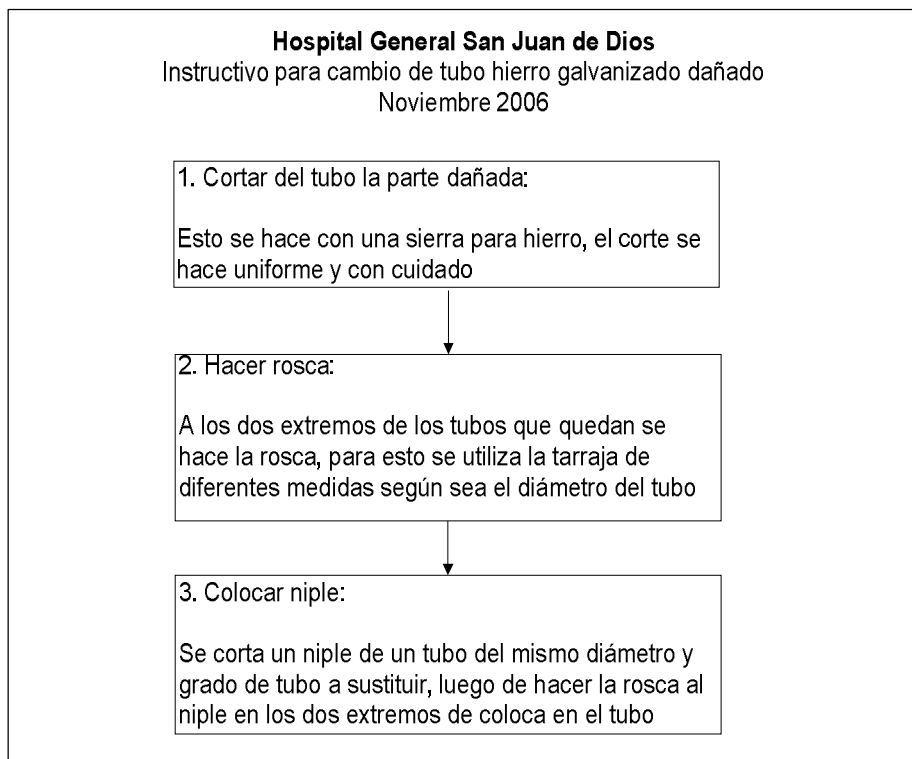 Hospital General San Juan de Dios
Instructivo para cambio de tubo hierro galvanizado dañado
Noviembre 2006
1. Cortar del tubo la parte dañada:
Esto se hace con una sierra para hierro, el corte se
hace uniforme y con cuidado
2. Hacer rosca:
A los dos extremos de los tubos que quedan se
hace la rosca, para esto se utiliza la tarraja de
diferentes medidas según sea el diámetro del tubo
3. Colocar niple:
Se corta un niple de un tubo del mismo diámetro y
grado de tubo a sustituir, luego de hacer la rosca al
niple en los dos extremos de coloca en el tubo